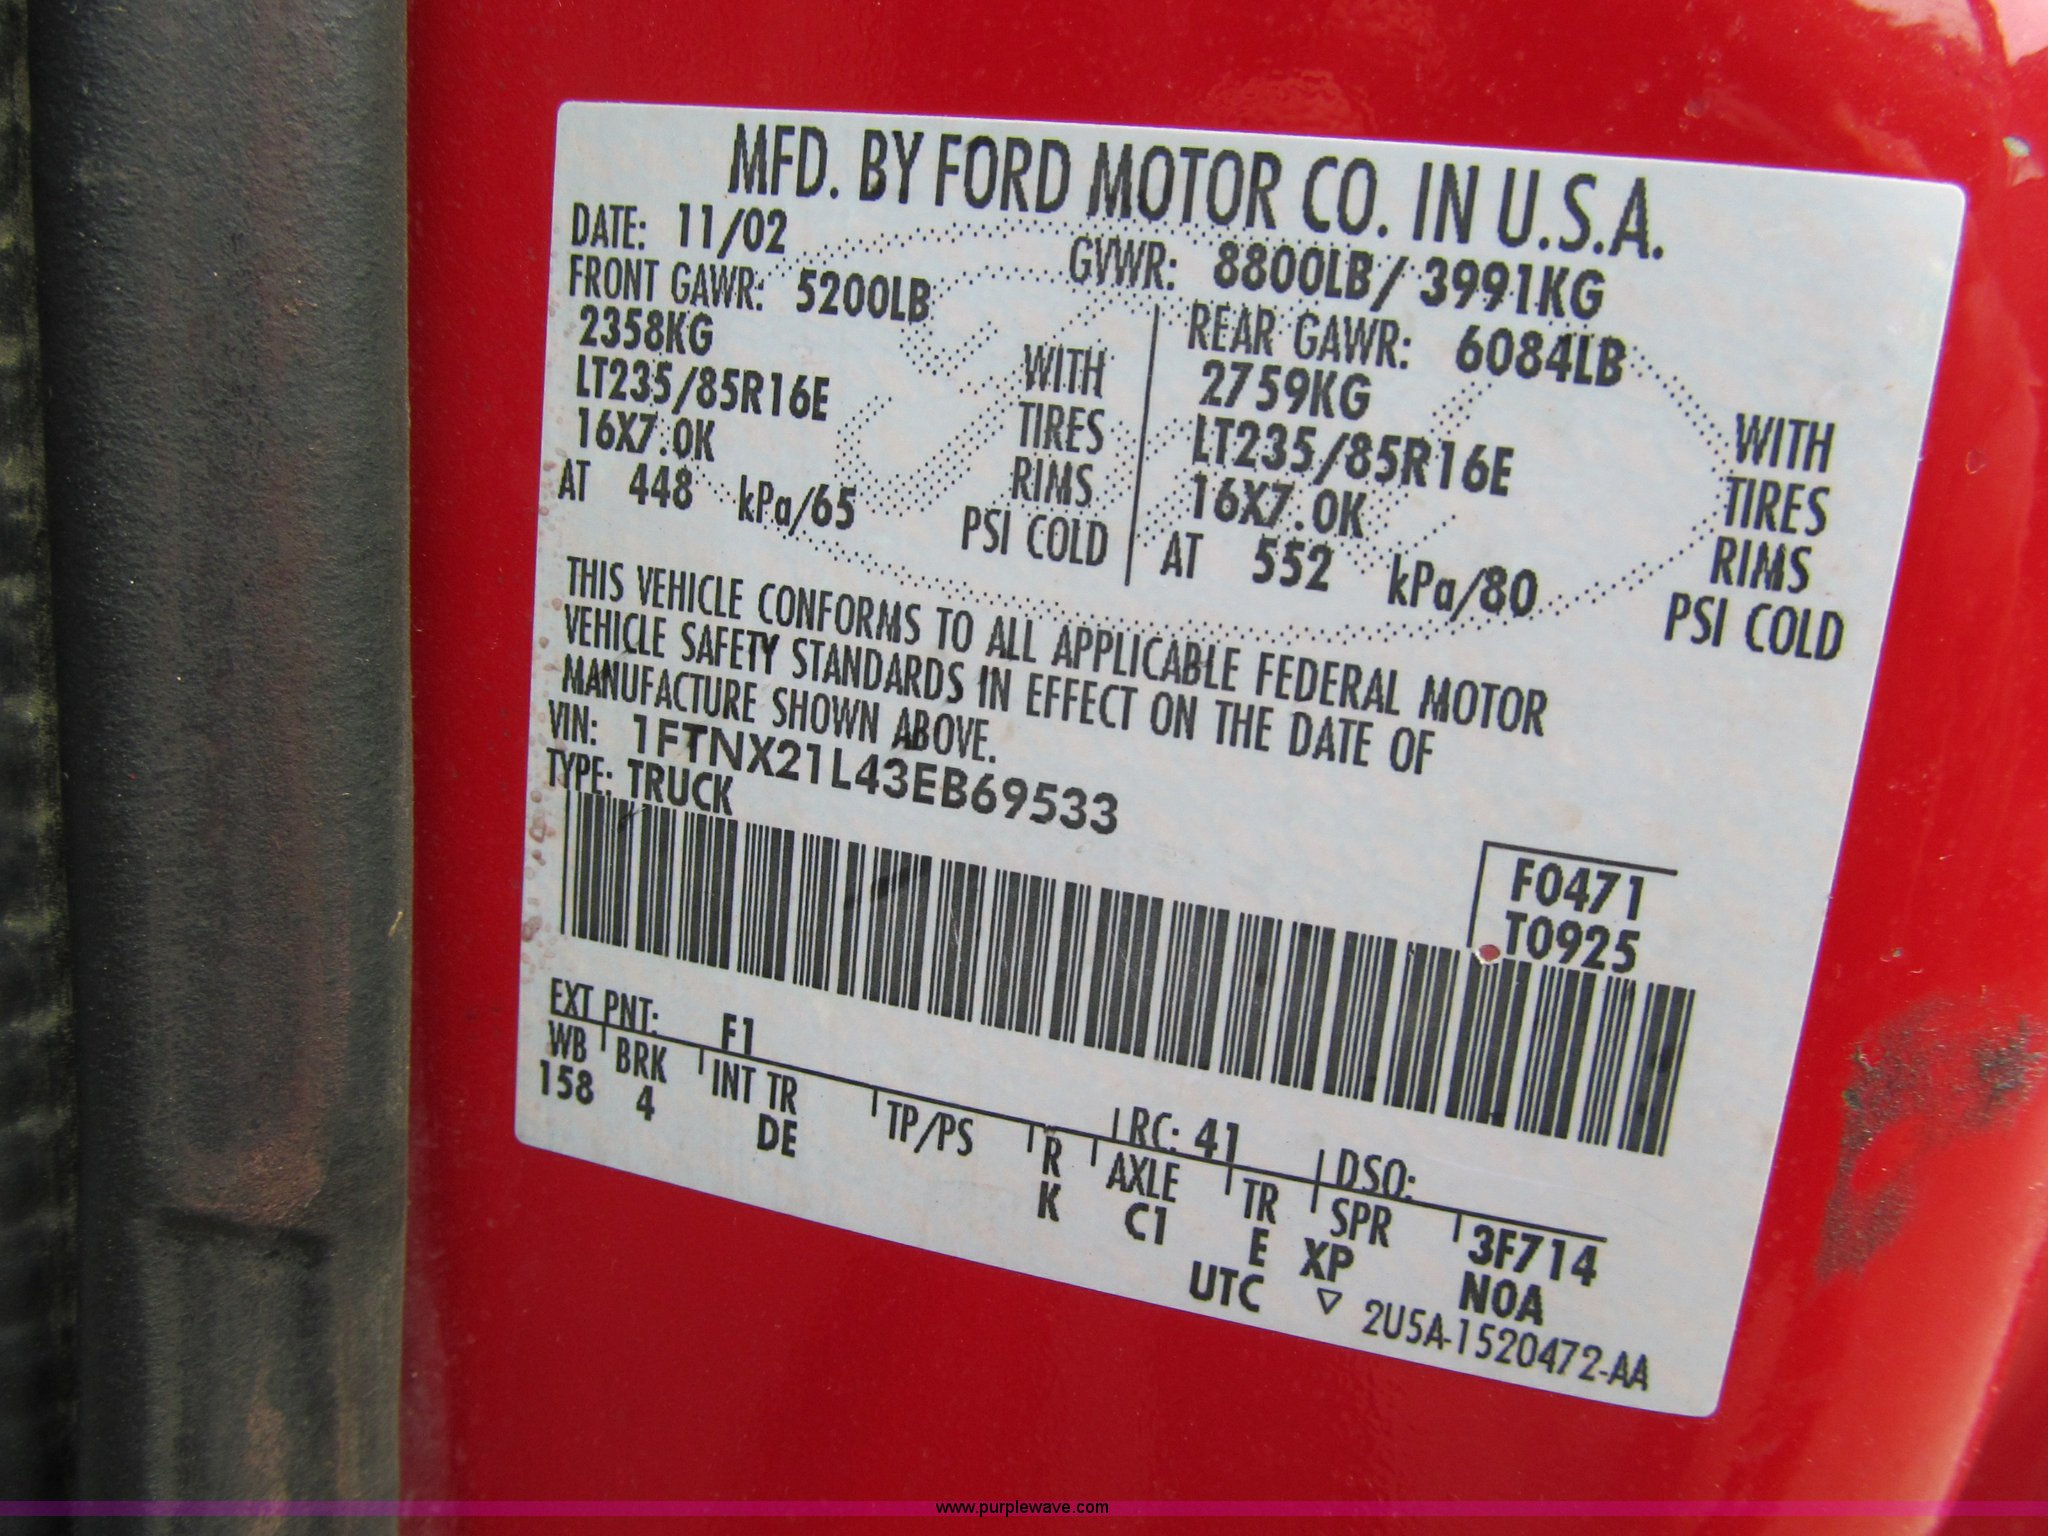 MFD. BY FORD MOTOR CO. IN U.S.A.
DATE: 11/02 GVWR: 8800LB / 3991KG
FRONT GAWR: 5200LB REAR GAWR: 6084LB
2358KG WITH 2759KG WITH
LT235/85R16E TIRES LT235/85R16E TIRES
16X7.0K RIMS 16X7.0K RIMS
AT 448 kPa/65 PSI COLD AT 552 kPa/80 PSI COLD
THIS VEHICLE CONFORMS TO ALL APPLICABLE FEDERAL MOTOR
VEHICLE SAFETY STANDARDS IN EFFECT ON THE DATE OF
MANUFACTURE SHOWN ABOVE.
VIN: 1FTNX21L43EB69533
TYPE: TRUCK
F0471
T0925
EXT PNT: F1 RC: 41 DSO:
WB BRK INT TR TP/PS R AXLE TR SPR 3F714
158 4 DE K C1 E XP NOA
UTC ▽ 2U5A-1520472-AA
www.purplewave.com